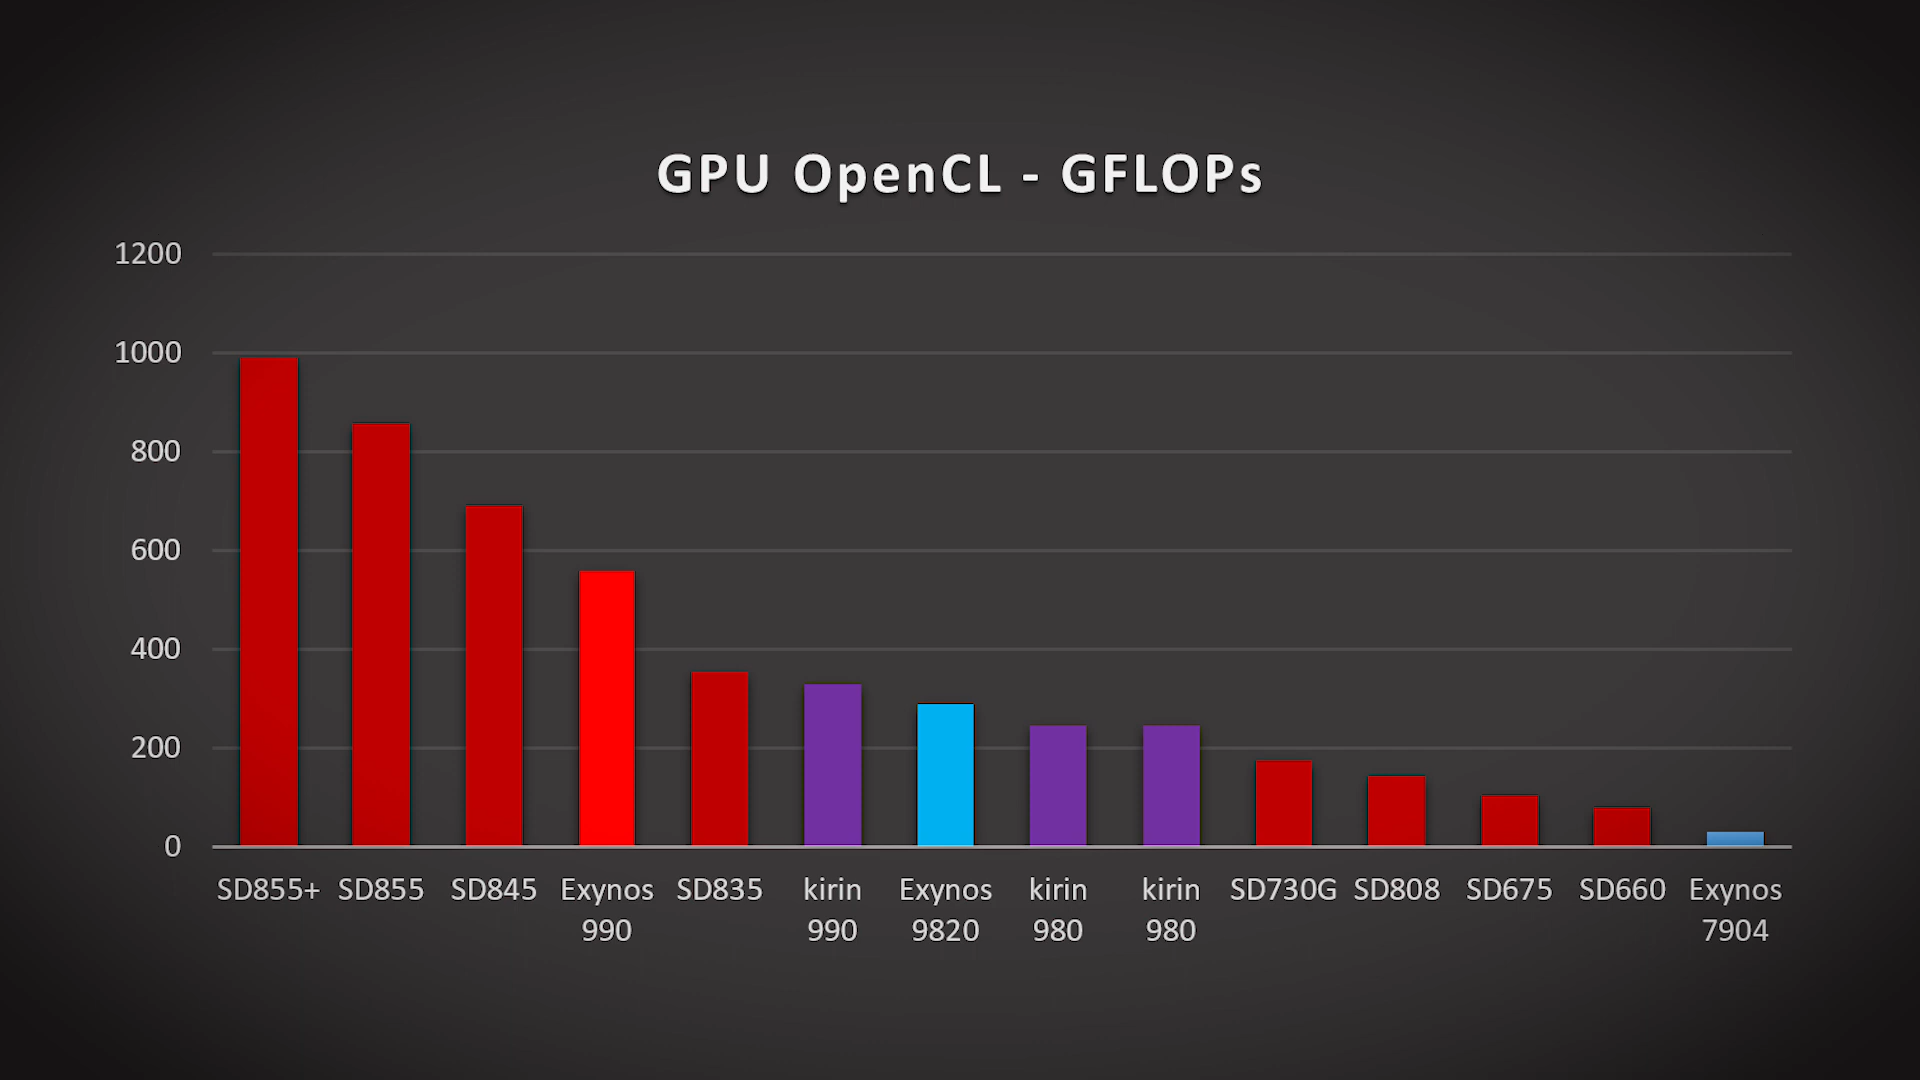 GPU OpenCL - GFLOPs
1200
1000
800
600
400
200
0
SD855+
SD855
SD845
Exynos
990
SD835
kirin
990
Exynos
9820
kirin
980
kirin
980
SD730G
SD808
SD675
SD660
Exynos
7904